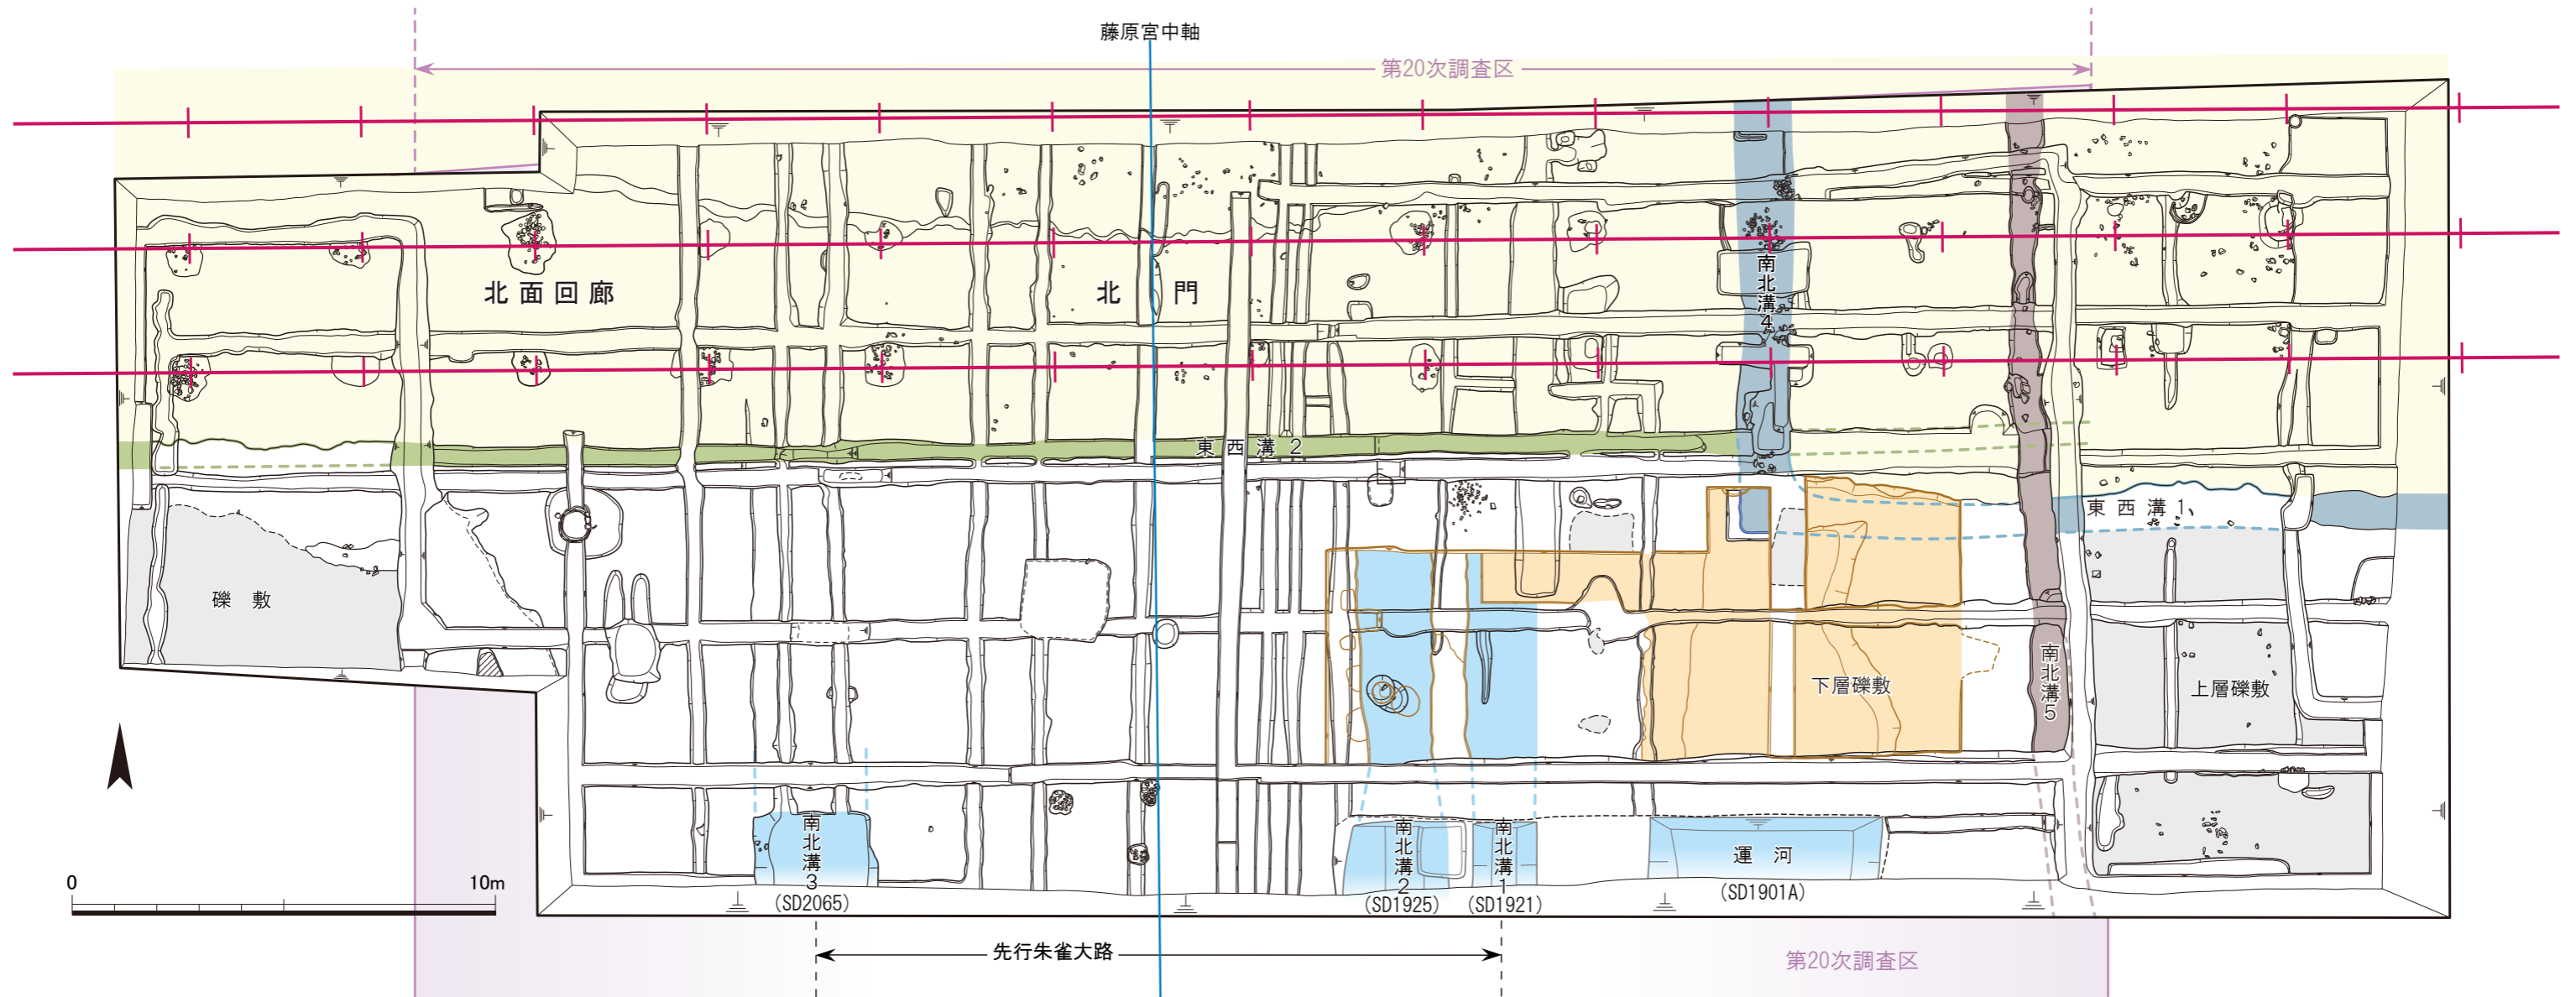 藤原宮中軸
第20次調査区
北面回廊
北門
南北溝4
東西溝2
東西溝1
礫敷
下層礫敷
南北溝5
上層礫敷
南北溝3
(SD2065)
南北溝2
(SD1925)
南北溝1
(SD1921)
運河
(SD1901A)
0
10m
先行朱雀大路
第20次調査区